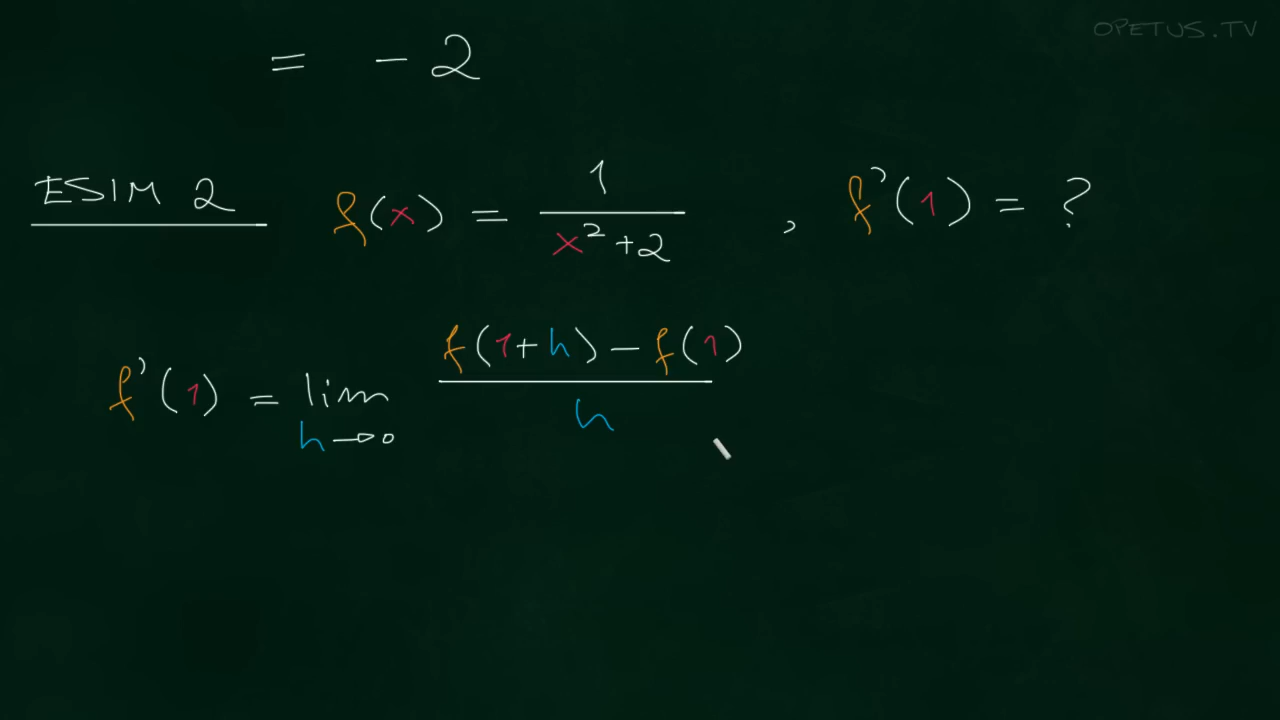 OPETUS.TV
= -2
ESIM 2 f(x) = 1/(x²+2) , f'(1) = ?
f'(1) = lim h→0 (f(1+h) - f(1))/h